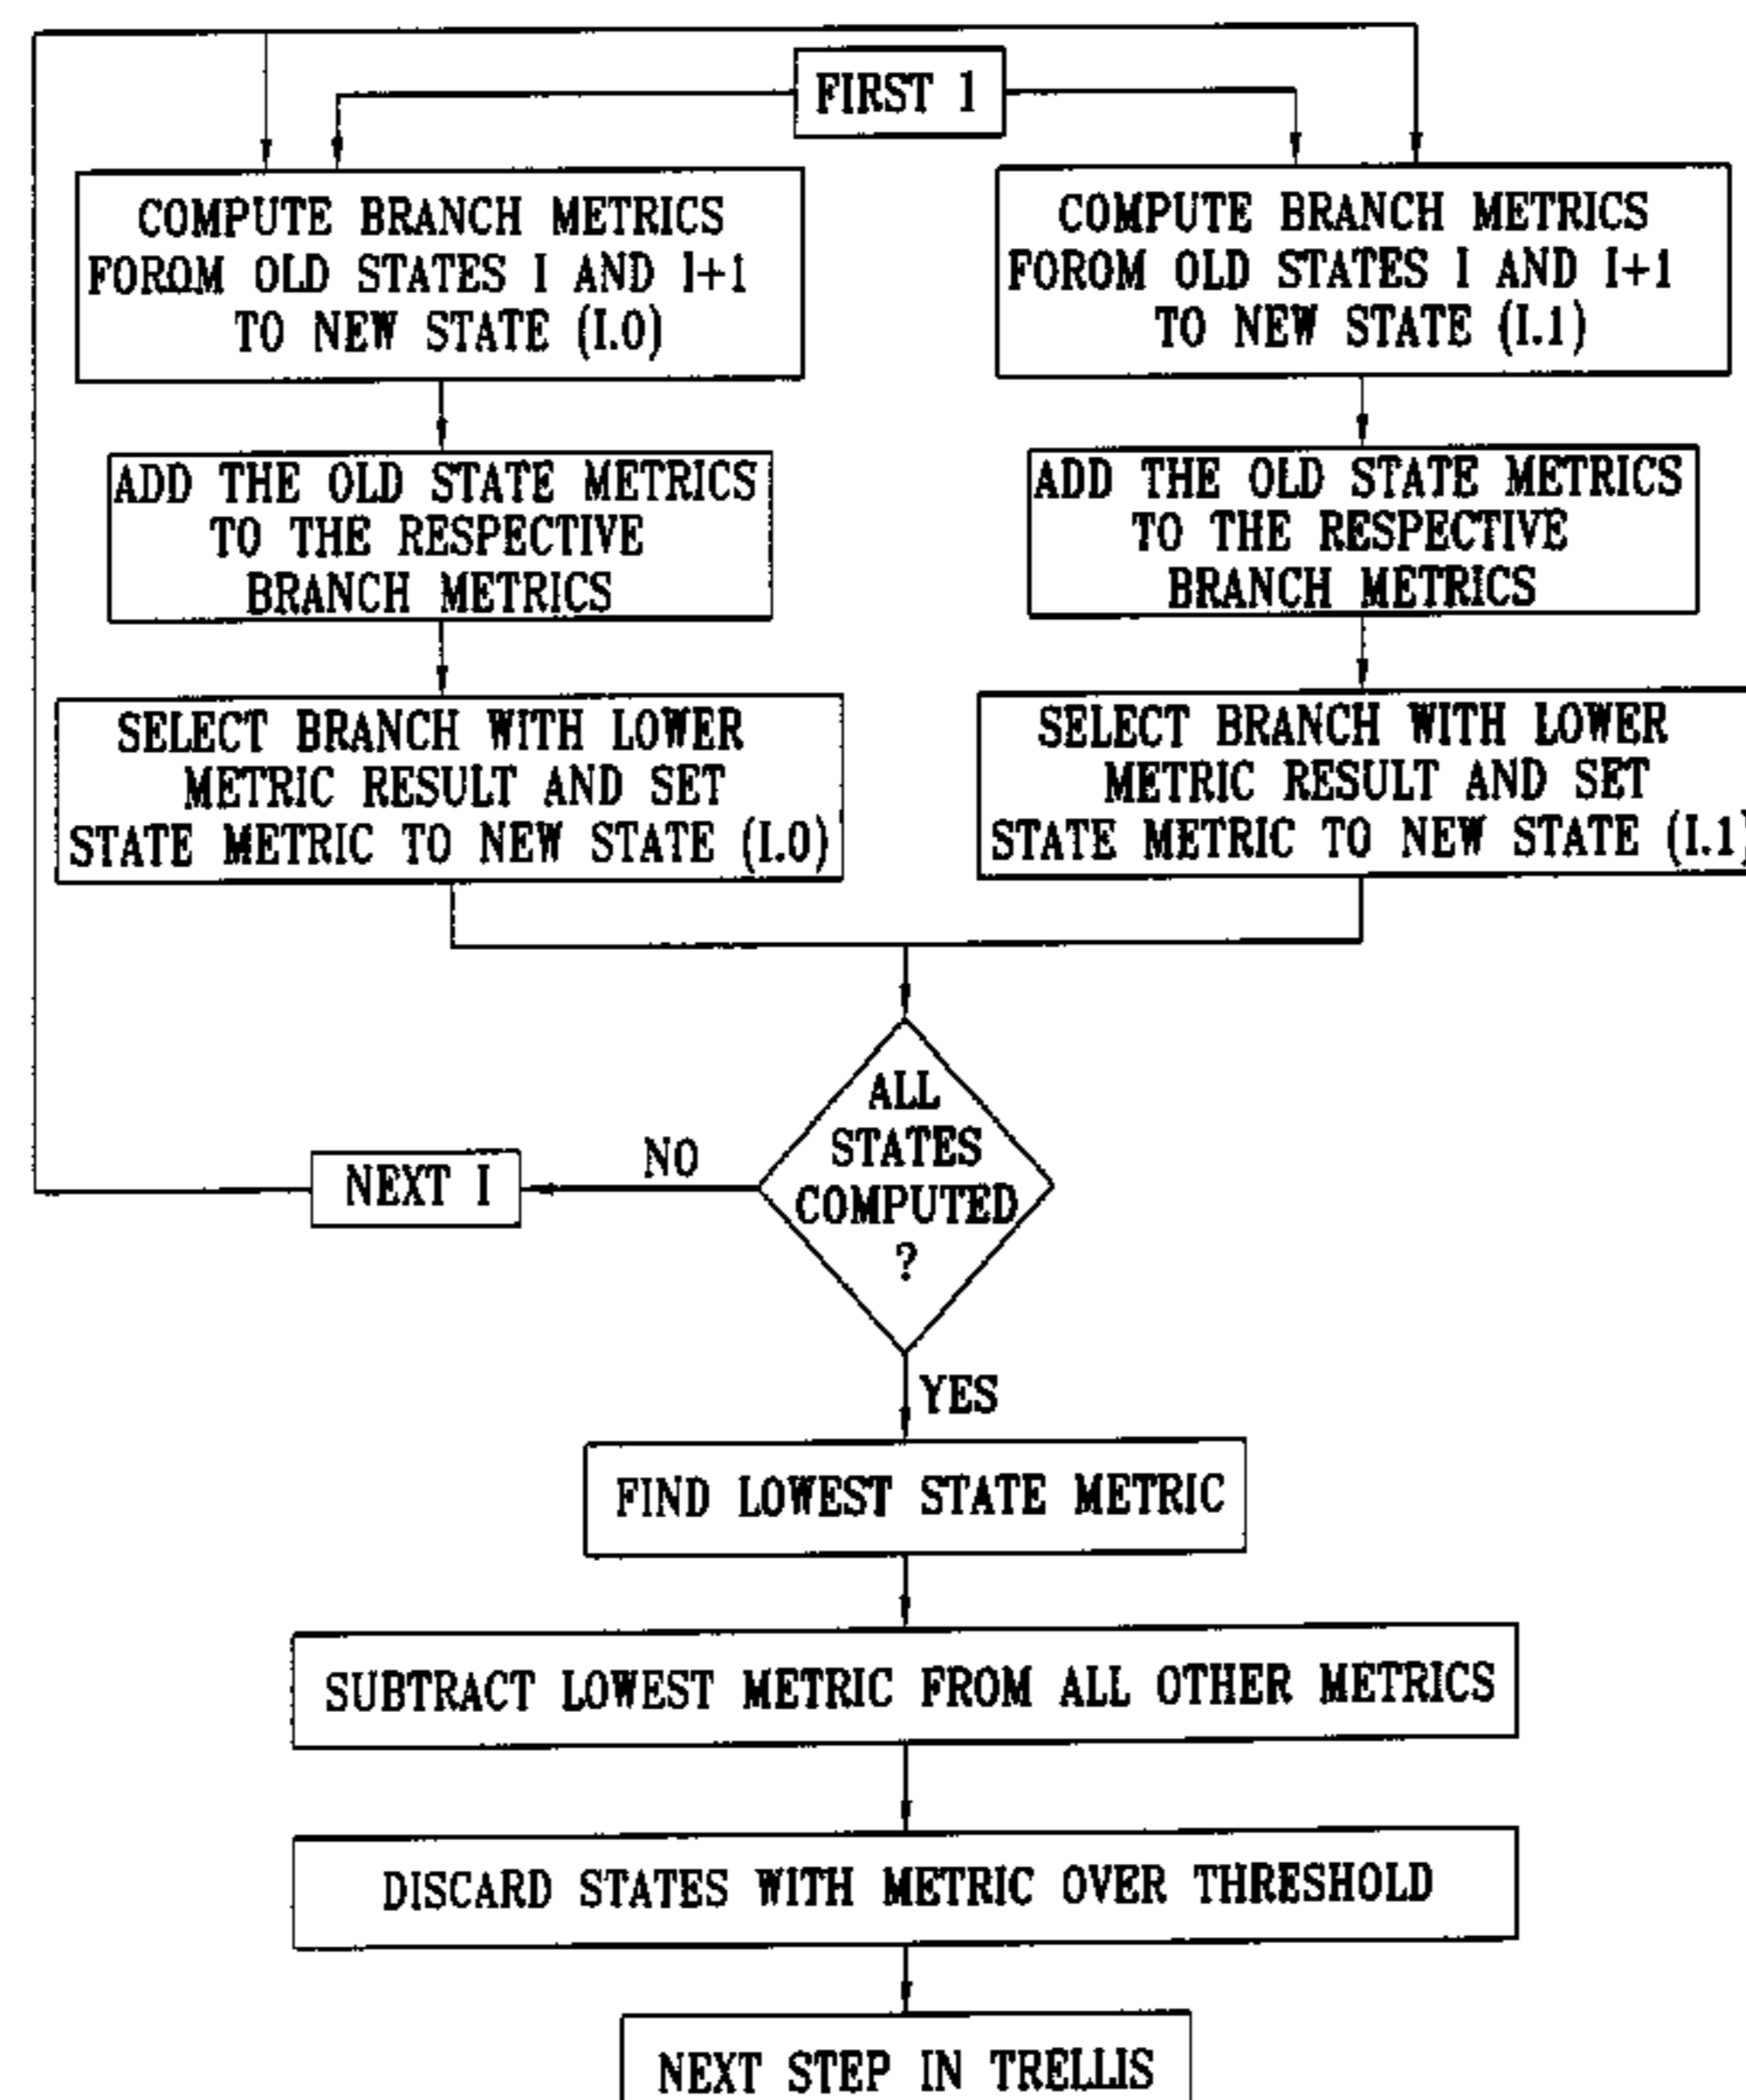 FIRST 1
COMPUTE BRANCH METRICS
FOROM OLD STATES I AND I+1
TO NEW STATE (I.0)
COMPUTE BRANCH METRICS
FOROM OLD STATES I AND I+1
TO NEW STATE (I.1)
ADD THE OLD STATE METRICS
TO THE RESPECTIVE
BRANCH METRICS
ADD THE OLD STATE METRICS
TO THE RESPECTIVE
BRANCH METRICS
SELECT BRANCH WITH LOWER
METRIC RESULT AND SET
STATE METRIC TO NEW STATE (I.0)
SELECT BRANCH WITH LOWER
METRIC RESULT AND SET
STATE METRIC TO NEW STATE (I.1)
ALL
STATES
COMPUTED
?
NO
NEXT I
YES
FIND LOWEST STATE METRIC
SUBTRACT LOWEST METRIC FROM ALL OTHER METRICS
DISCARD STATES WITH METRIC OVER THRESHOLD
NEXT STEP IN TRELLIS